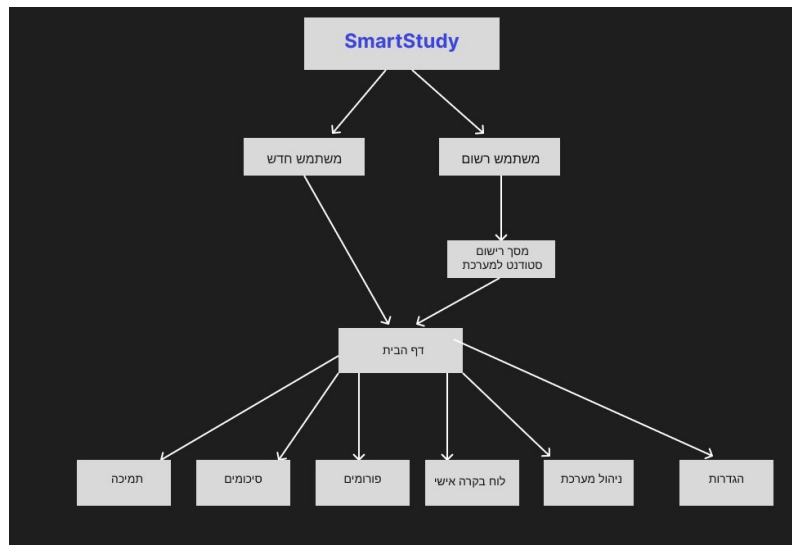 SmartStudy
משתמש רשום
משתמש חדש
מסך רישום
סטודנט למערכת
דף הבית
הגדרות
ניהול מערכת
לוח בקרה אישי
פורומים
סיכומים
תמיכה